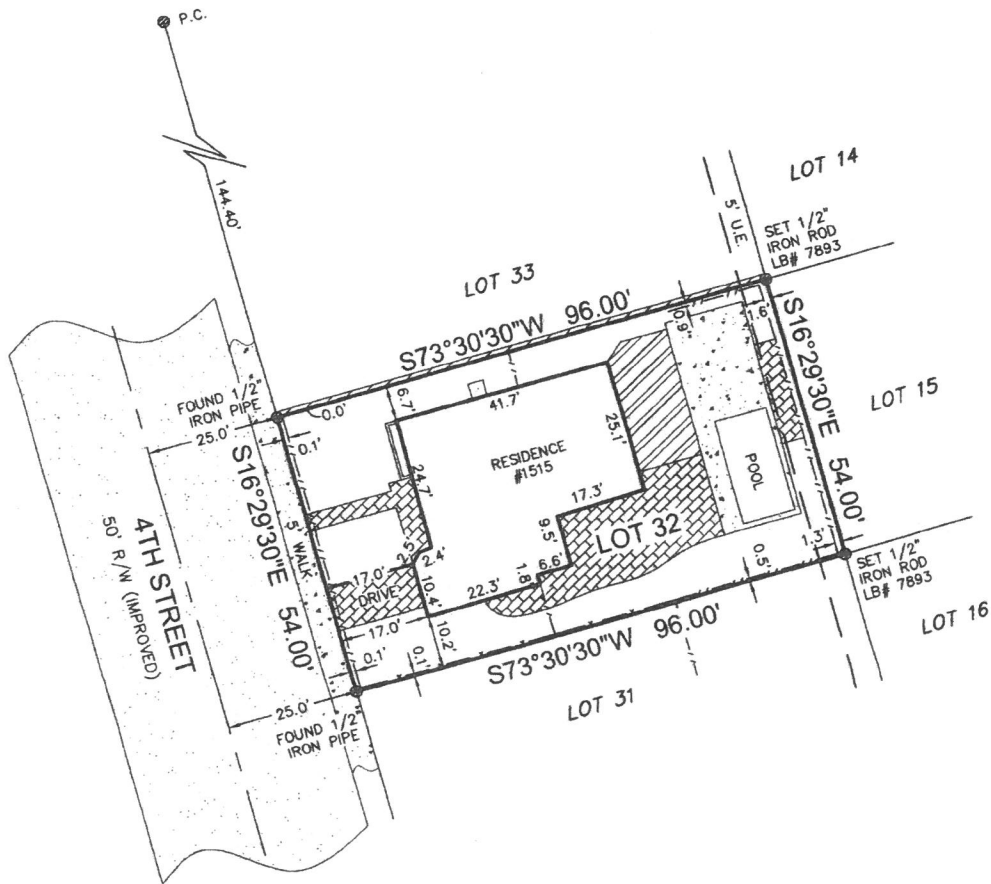 P.C.
144.40'
LOT 14
5' U.E.
SET 1/2"
IRON ROD
LB# 7893
LOT 33
S73°30'30"W 96.00'
0.9'
1.6'
S16°29'30"E 54.00'
LOT 15
FOUND 1/2"
IRON PIPE
25.0'
0.0'
0.1'
6.7'
41.7'
25.1'
RESIDENCE
#1515
24.7'
17.3'
POOL
9.5'
LOT 32
S16°29'30"E 54.00'
5' WALK
4TH STREET
50' R/W (IMPROVED)
2.5'
2.4'
17.0'
DRIVE
10.4'
22.3'
1.8'
6.6'
0.5'
1.3'
SET 1/2"
IRON ROD
LB# 7893
17.0'
10.2'
0.1'
0.1'
S73°30'30"W 96.00'
LOT 16
25.0'
FOUND 1/2"
IRON PIPE
LOT 31